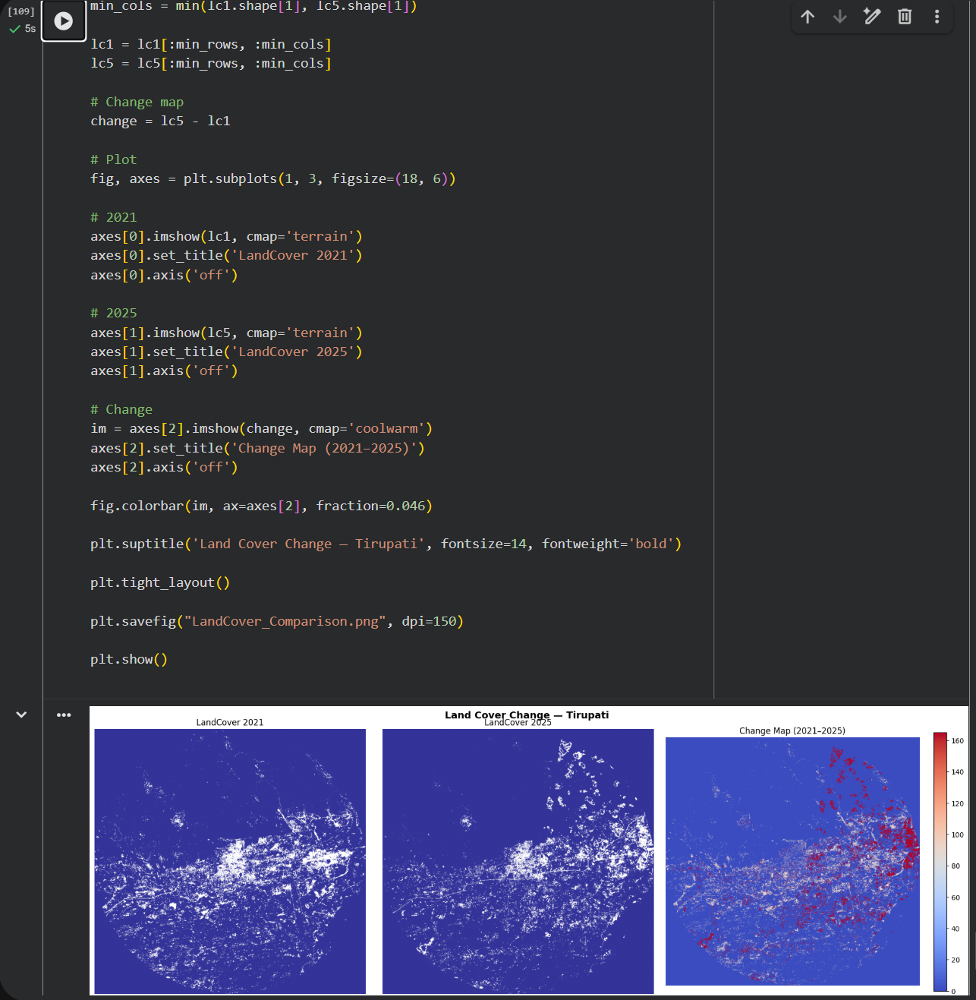 [109]
5s
min_cols = min(lc1.shape[1], lc5.shape[1])
lc1 = lc1[:min_rows, :min_cols]
lc5 = lc5[:min_rows, :min_cols]
# Change map
change = lc5 - lc1
# Plot
fig, axes = plt.subplots(1, 3, figsize=(18, 6))
# 2021
axes[0].imshow(lc1, cmap='terrain')
axes[0].set_title('LandCover 2021')
axes[0].axis('off')
# 2025
axes[1].imshow(lc5, cmap='terrain')
axes[1].set_title('LandCover 2025')
axes[1].axis('off')
# Change
im = axes[2].imshow(change, cmap='coolwarm')
axes[2].set_title('Change Map (2021–2025)')
axes[2].axis('off')
fig.colorbar(im, ax=axes[2], fraction=0.046)
plt.suptitle('Land Cover Change — Tirupati', fontsize=14, fontweight='bold')
plt.tight_layout()
plt.savefig("LandCover_Comparison.png", dpi=150)
plt.show()
Land Cover Change — Tirupati
LandCover 2021
LandCover 2025
Change Map (2021–2025)
160
140
120
100
80
60
40
20
0